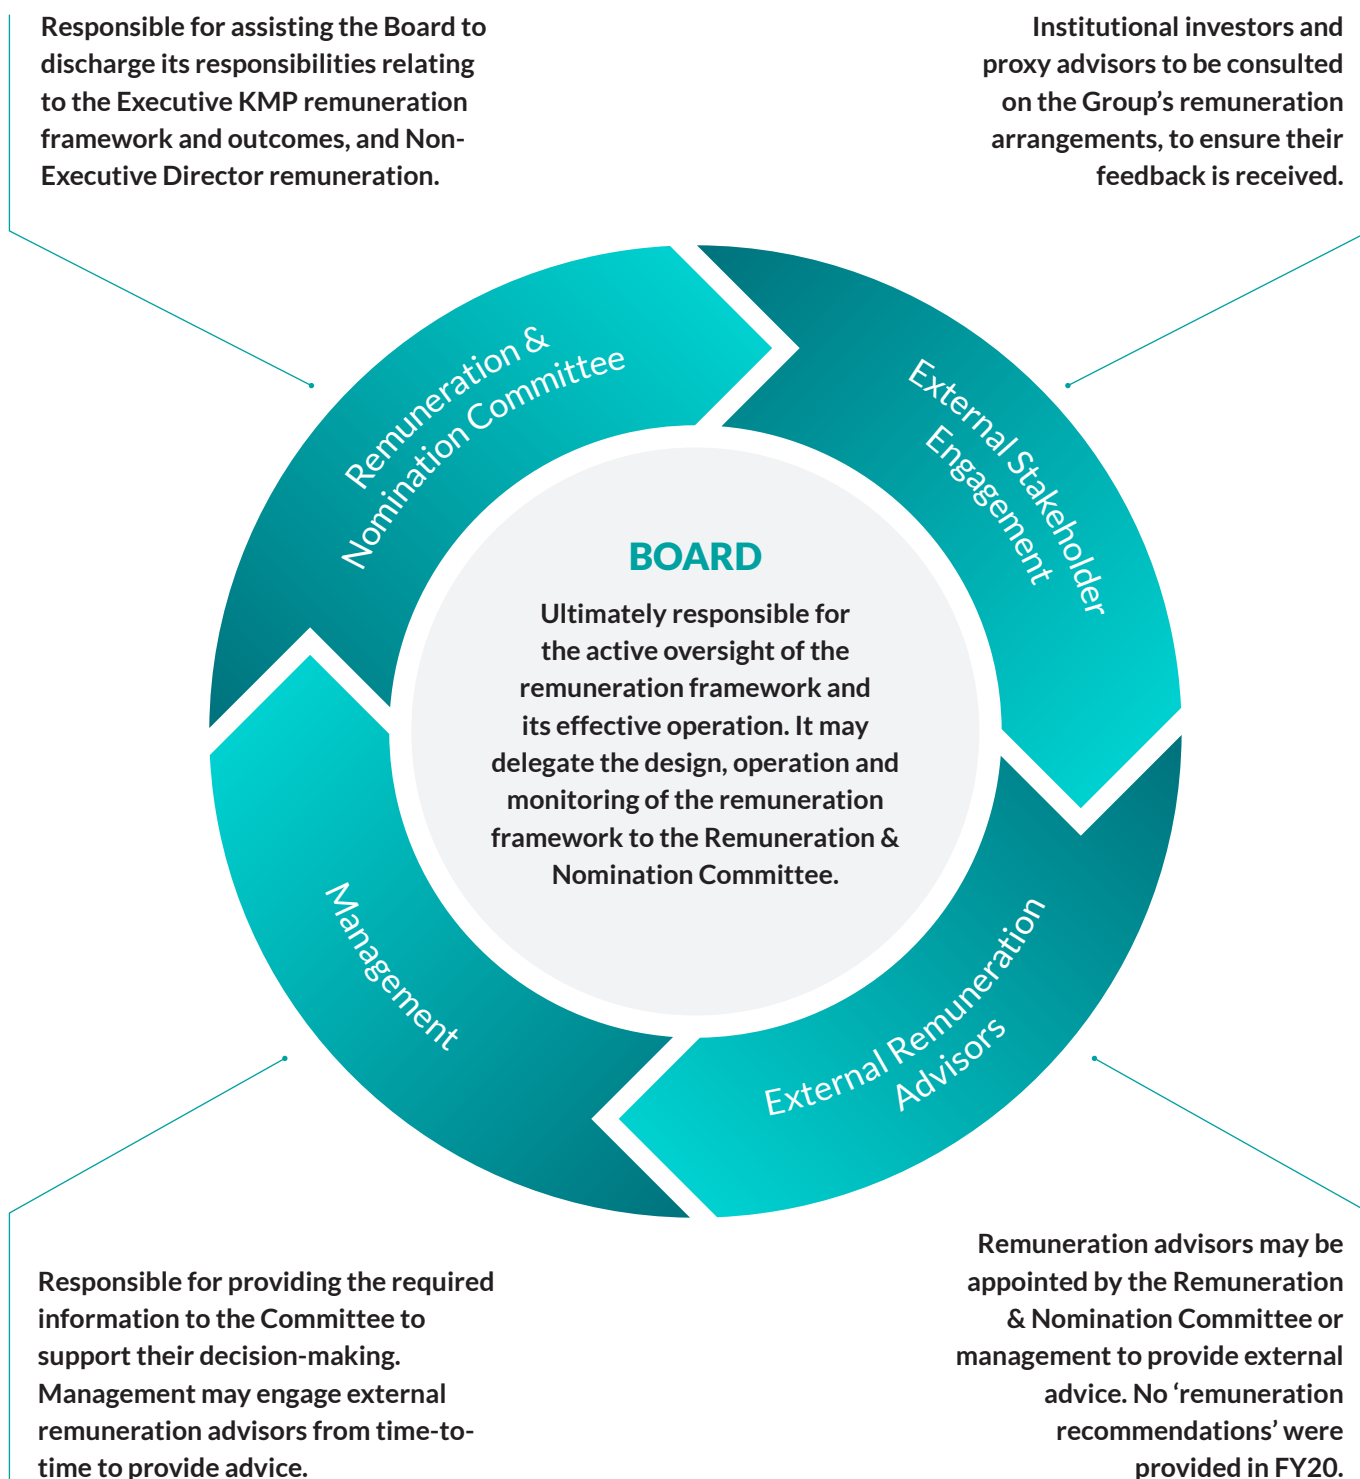 Responsible for assisting the Board to
discharge its responsibilities relating
to the Executive KMP remuneration
framework and outcomes, and Non-
Executive Director remuneration.
Institutional investors and
proxy advisors to be consulted
on the Group’s remuneration
arrangements, to ensure their
feedback is received.
Remuneration &
Nomination Committee
External Stakeholder
Engagement
BOARD
Ultimately responsible for
the active oversight of the
remuneration framework and
its effective operation. It may
delegate the design, operation and
monitoring of the remuneration
framework to the Remuneration &
Nomination Committee.
Management
External Remuneration
Advisors
Responsible for providing the required
information to the Committee to
support their decision-making.
Management may engage external
remuneration advisors from time-to-
time to provide advice.
Remuneration advisors may be
appointed by the Remuneration
& Nomination Committee or
management to provide external
advice. No ‘remuneration
recommendations’ were
provided in FY20.